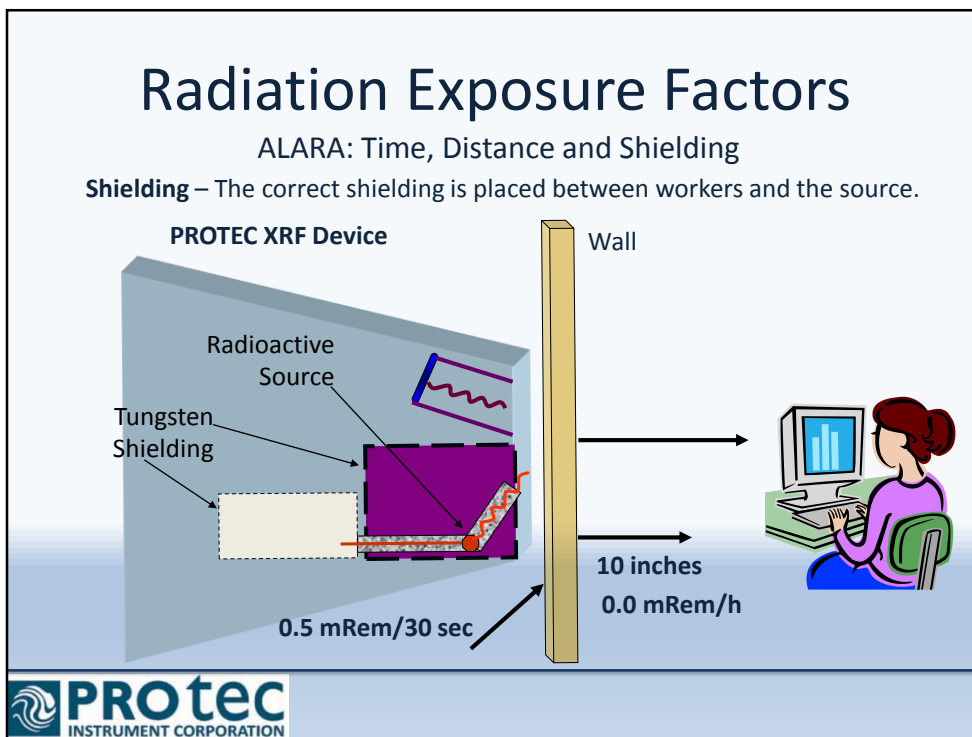 Radiation Exposure Factors
ALARA: Time, Distance and Shielding
Shielding – The correct shielding is placed between workers and the source.
PROTEC XRF Device
Wall
Radioactive
Source
Tungsten
Shielding
10 inches
0.0 mRem/h
0.5 mRem/30 sec
PROtec
INSTRUMENT CORPORATION